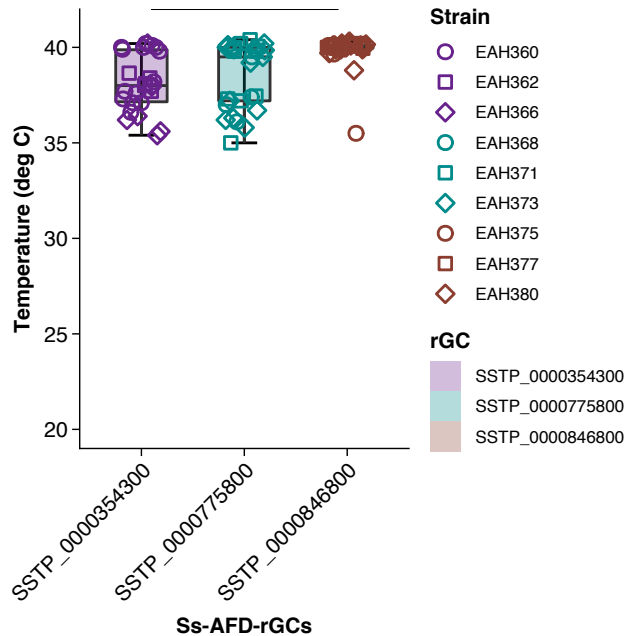 Temperature (deg C)
40
35
30
25
20
SSTP_0000354300
SSTP_0000775800
SSTP_0000846800
Ss-AFD-rGCs
Strain
EAH360
EAH362
EAH366
EAH368
EAH371
EAH373
EAH375
EAH377
EAH380
rGC
SSTP_0000354300
SSTP_0000775800
SSTP_0000846800